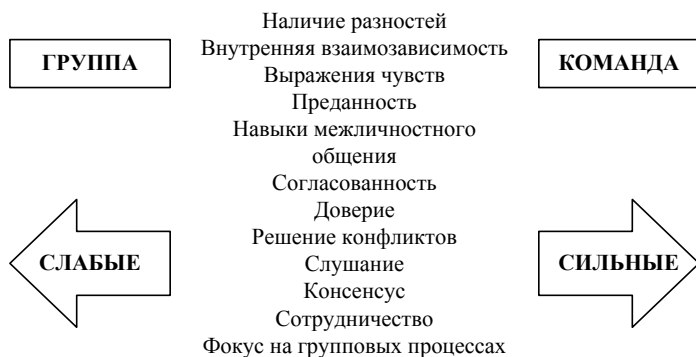 Наличие разностей
Внутренняя взаимозависимость
ГРУППА
КОМАНДА
Выражения чувств
Преданность
Навыки межличностного
общения
Согласованность
Доверие
Решение конфликтов
СЛАБЫЕ
СИЛЬНЫЕ
Слушание
Консенсус
Сотрудничество
Фокус на групповых процессах